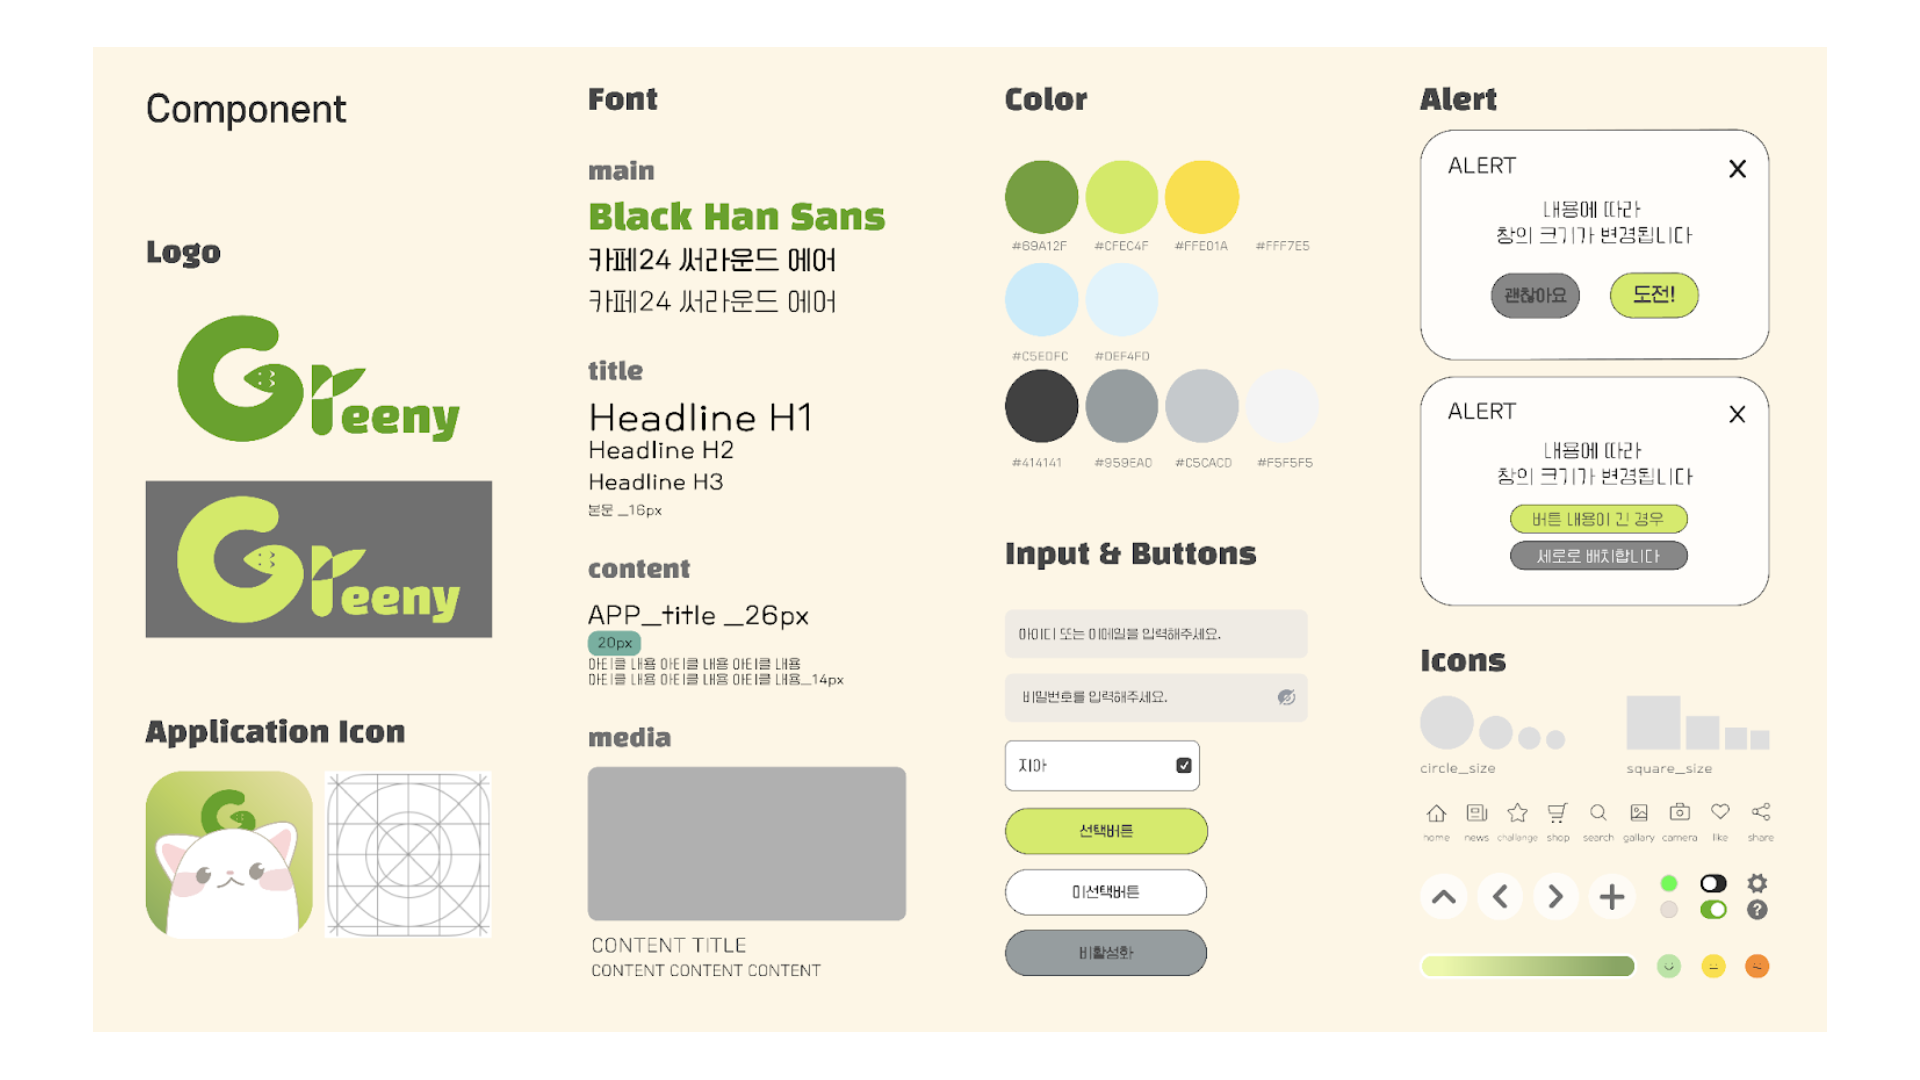 Component
Logo
Greeny
Greeny
Application Icon
Font
main
Black Han Sans
카페24 써라운드 에어
카페24 써라운드 에어
title
Headline H1
Headline H2
Headline H3
본문 _16px
content
APP_title _26px
20px
아티클 내용 아티클 내용 아티클 내용
아티클 내용 아티클 내용 아티클 내용_14px
media
CONTENT TITLE
CONTENT CONTENT CONTENT
Color
#69A12F #CFEC4F #FFE01A #FFF7E5
#C5EDFC #DEF4FD
#414141 #959EA0 #C5CACD #F5F5F5
Input & Buttons
아이디 또는 이메일을 입력해주세요.
비밀번호를 입력해주세요.
지아
선택버튼
미선택버튼
비활성화
Alert
ALERT X
내용에 따라
창의 크기가 변경됩니다
괜찮아요 도전!
ALERT X
내용에 따라
창의 크기가 변경됩니다
버튼 내용이 긴 경우
세로로 배치합니다
Icons
circle_size square_size
home news challenge shop search gallary camera like share